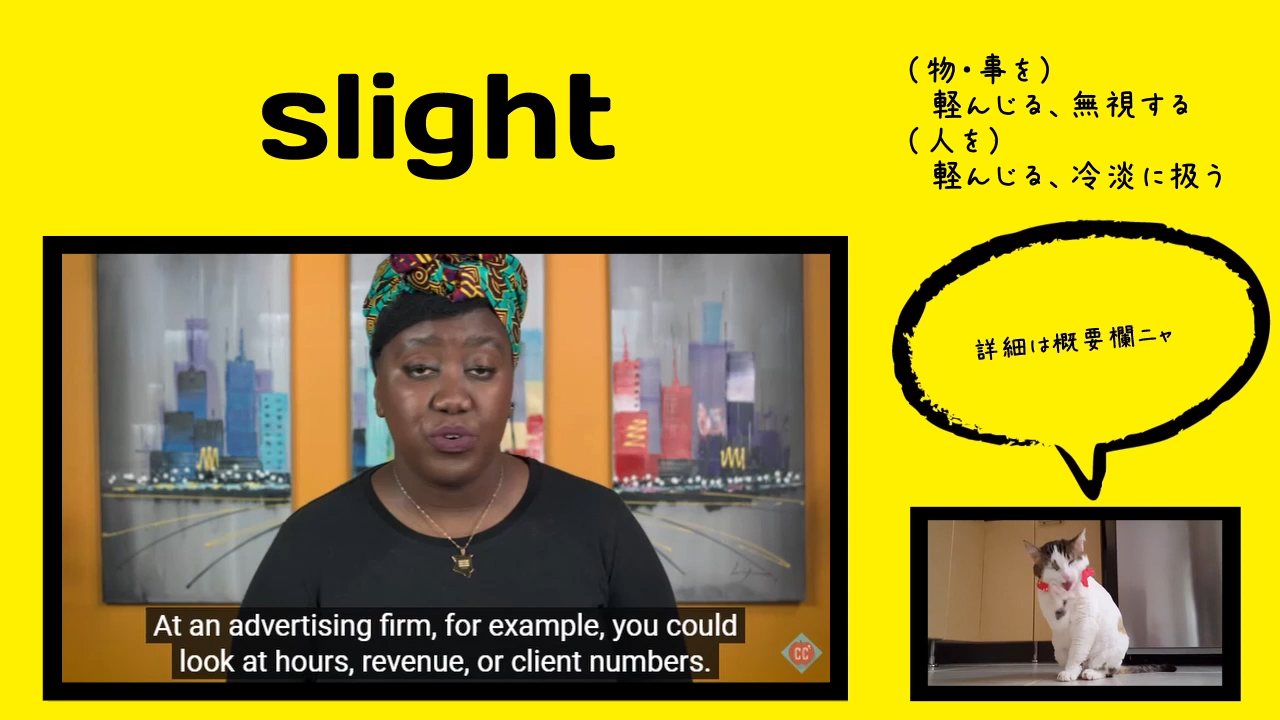 slight
(物・事を)
軽んじる、無視する
(人を)
軽んじる、冷淡に扱う
詳細は概要欄ニャ
At an advertising firm, for example, you could
look at hours, revenue, or client numbers.
CC